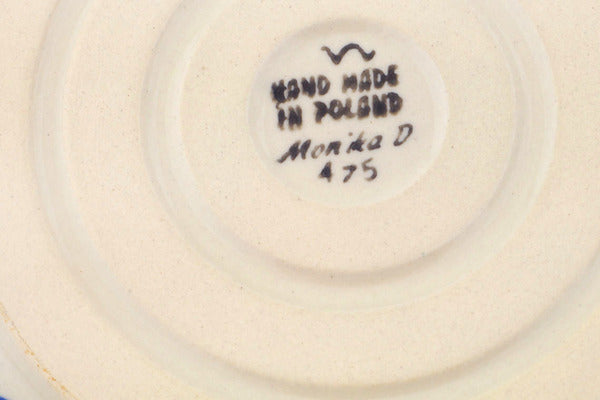 HAND MADE
IN POLAND
Monika D
475